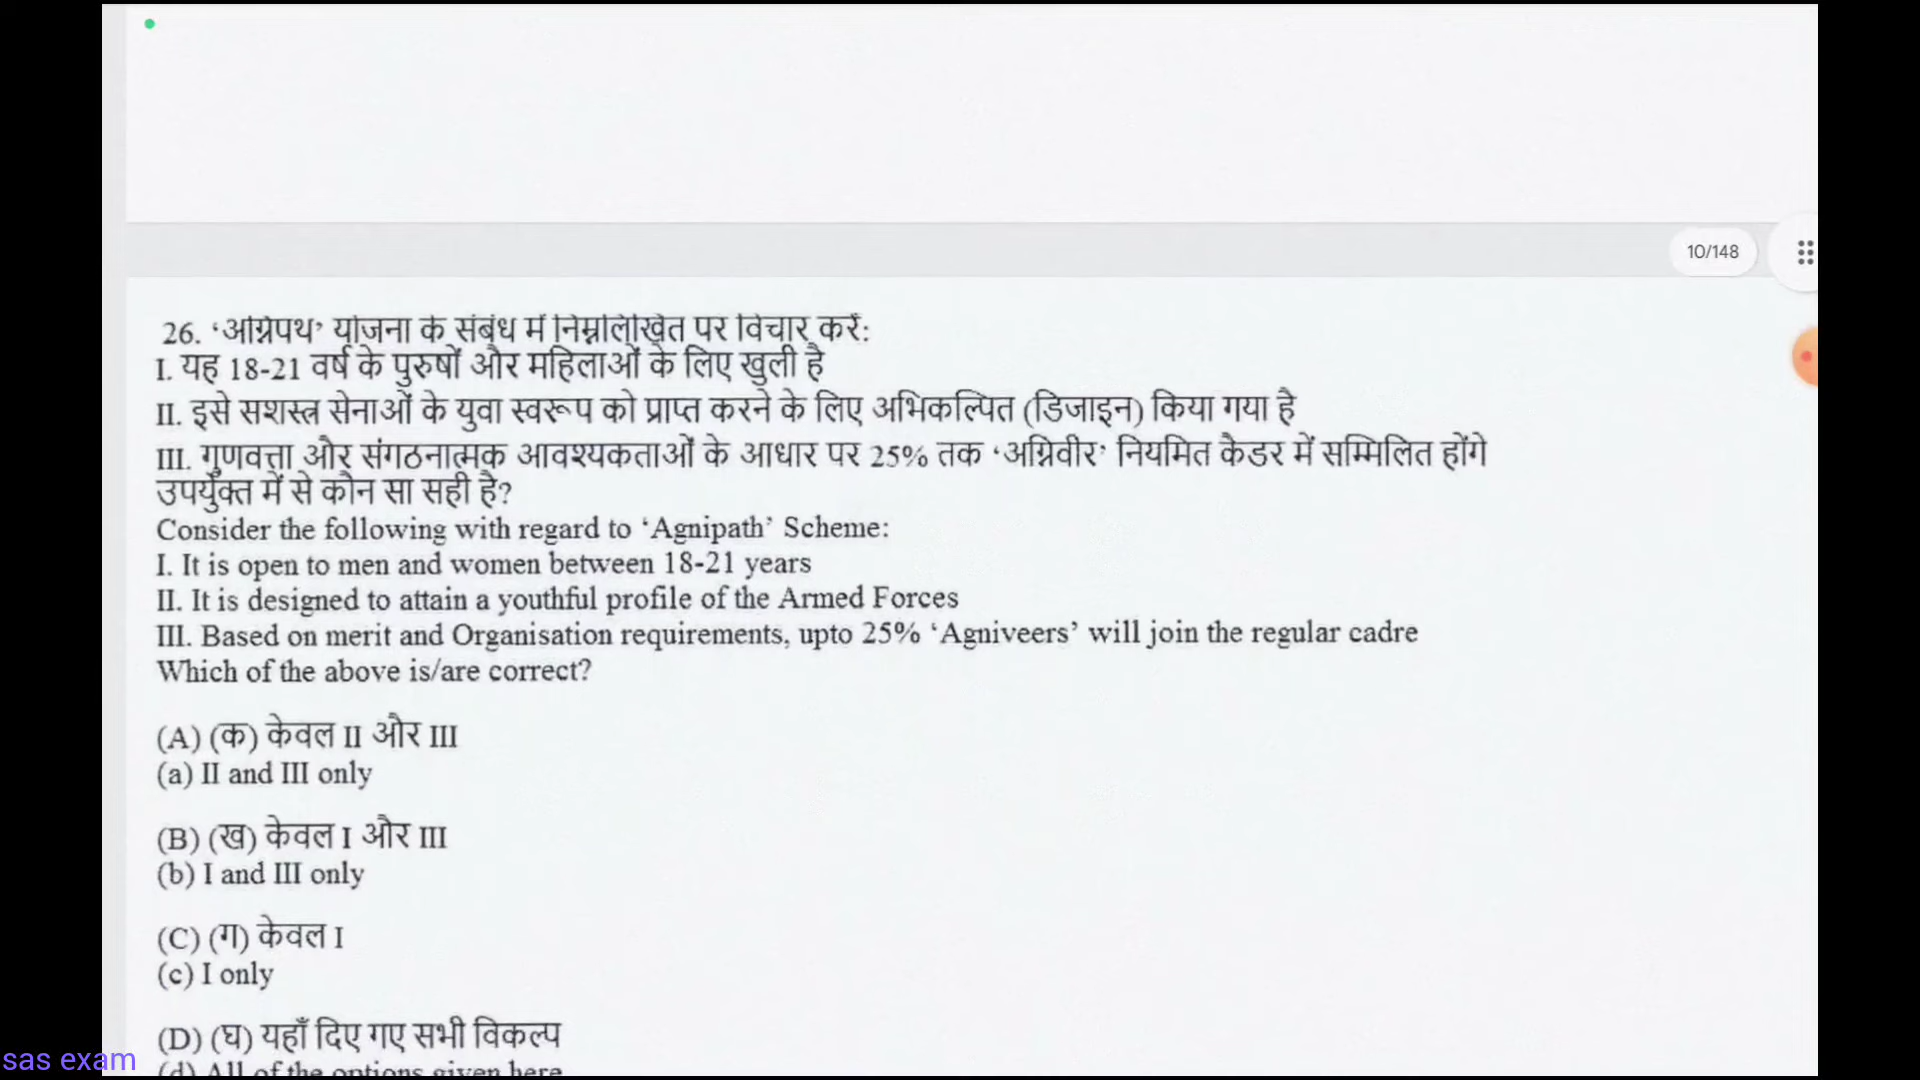 10/148
26. ‘अग्निपथ’ योजना के संबंध में निम्नलिखित पर विचार करें:
I. यह 18-21 वर्ष के पुरुषों और महिलाओं के लिए खुली है
II. इसे सशस्त्र सेनाओं के युवा स्वरूप को प्राप्त करने के लिए अभिकल्पित (डिजाइन) किया गया है
III. गुणवत्ता और संगठनात्मक आवश्यकताओं के आधार पर 25% तक ‘अग्निवीर’ नियमित कैडर में सम्मिलित होंगे
उपर्युक्त में से कौन सा सही है?
Consider the following with regard to ‘Agnipath’ Scheme:
I. It is open to men and women between 18-21 years
II. It is designed to attain a youthful profile of the Armed Forces
III. Based on merit and Organisation requirements, upto 25% ‘Agniveers’ will join the regular cadre
Which of the above is/are correct?
(A) (क) केवल II और III
(a) II and III only
(B) (ख) केवल I और III
(b) I and III only
(C) (ग) केवल I
(c) I only
(D) (घ) यहाँ दिए गए सभी विकल्प
(d) All of the options given here
sas exam